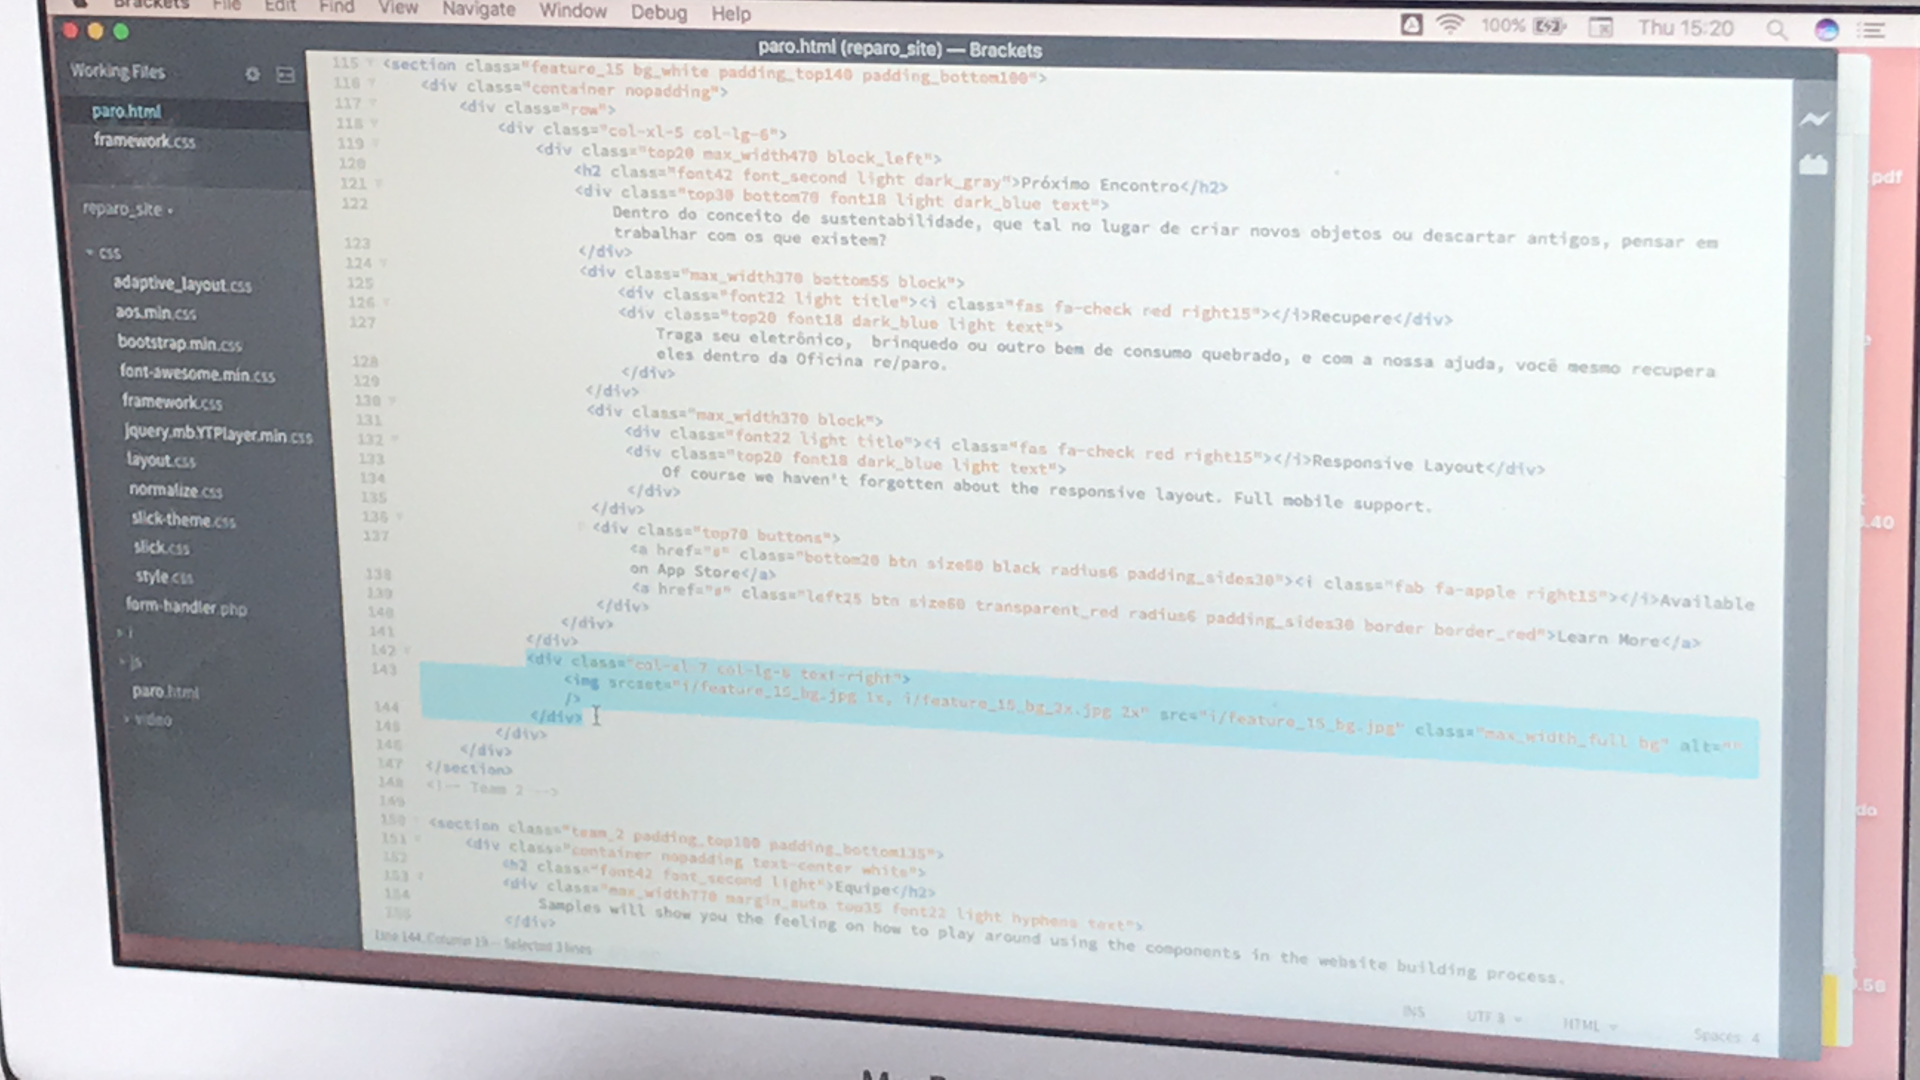 Brackets File Edit Find View Navigate Window Debug Help 100% Thu 15:20
paro.html (reparo_site) — Brackets
Working Files
paro.html
framework.css
reparo_site
css
adaptive_layout.css
aos.min.css
bootstrap.min.css
font-awesome.min.css
framework.css
jquery.mb.YTPlayer.min.css
layout.css
normalize.css
slick-theme.css
slick.css
style.css
form-handler.php
i
js
paro.html
video
115 <section class="feature_15 bg_white padding_top140 padding_bottom100">
116 <div class="container nopadding">
117 <div class="row">
118 <div class="col-xl-5 col-lg-6">
119 <div class="top20 max_width470 block_left">
120 <h2 class="font42 font_second light dark_gray">Próximo Encontro</h2>
121 <div class="top30 bottom70 font18 light dark_blue text">
122 Dentro do conceito de sustentabilidade, que tal no lugar de criar novos objetos ou descartar antigos, pensar em
trabalhar com os que existem?
123 </div>
124 <div class="max_width370 bottom55 block">
125 <div class="font22 light title"><i class="fas fa-check red right15"></i>Recupere</div>
126 <div class="top20 font18 dark_blue light text">
127 Traga seu eletrônico, brinquedo ou outro bem de consumo quebrado, e com a nossa ajuda, você mesmo recupera
eles dentro da Oficina re/paro.
128 </div>
129 </div>
130 <div class="max_width370 block">
131 <div class="font22 light title"><i class="fas fa-check red right15"></i>Responsive Layout</div>
132 <div class="top20 font18 dark_blue light text">
133 Of course we haven't forgotten about the responsive layout. Full mobile support.
134 </div>
135 </div>
136 <div class="top70 buttons">
137 <a href="#" class="bottom20 btn size60 black radius6 padding_sides30"><i class="fab fa-apple right15"></i>Available
on App Store</a>
138 <a href="#" class="left25 btn size60 transparent_red radius6 padding_sides30 border border_red">Learn More</a>
139 </div>
140 </div>
141 </div>
142 <div class="col-xl-7 col-lg-6 text-right">
143 <img srcset="i/feature_15_bg.jpg 1x, i/feature_15_bg_2x.jpg 2x" src="i/feature_15_bg.jpg" class="max_width_full bg" alt=""
/>
144 </div>
145 </div>
146 </div>
147 </section>
148 <!-- Team 2 -->
149
150 <section class="team_2 padding_top100 padding_bottom135">
151 <div class="container nopadding text-center white">
152 <h2 class="font42 font_second light">Equipe</h2>
153 <div class="max_width770 margin_auto top35 font22 light hyphens text">
154 Samples will show you the feeling on how to play around using the components in the website building process.
155 </div>
Line 144, Column 19 — Selected 3 lines
INS UTF-8 HTML Spaces: 4
pdf
.40
do
.56